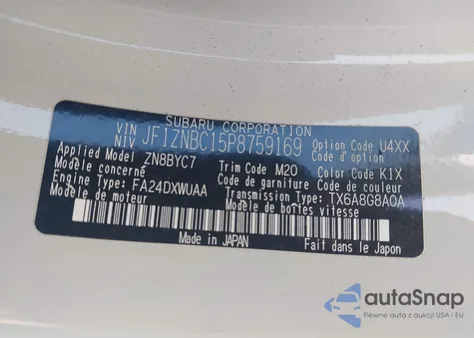 SUBARU CORPORATION
VIN
NIV JF1ZNBC15P8759169 Option Code U4XX
Code d'option
Applied Model ZN8BYC7 Trim Code M20 Color Code K1X
Modèle concerné Code de garniture Code de couleur
Engine Type FA24DXWUAA Transmission Type TX6A8G8AOA
Modèle de moteur Modèle de boîtes vitesse
Made in JAPAN Fait dans le Japon
autoSnap
Pewne auta z aukcji USA i EU